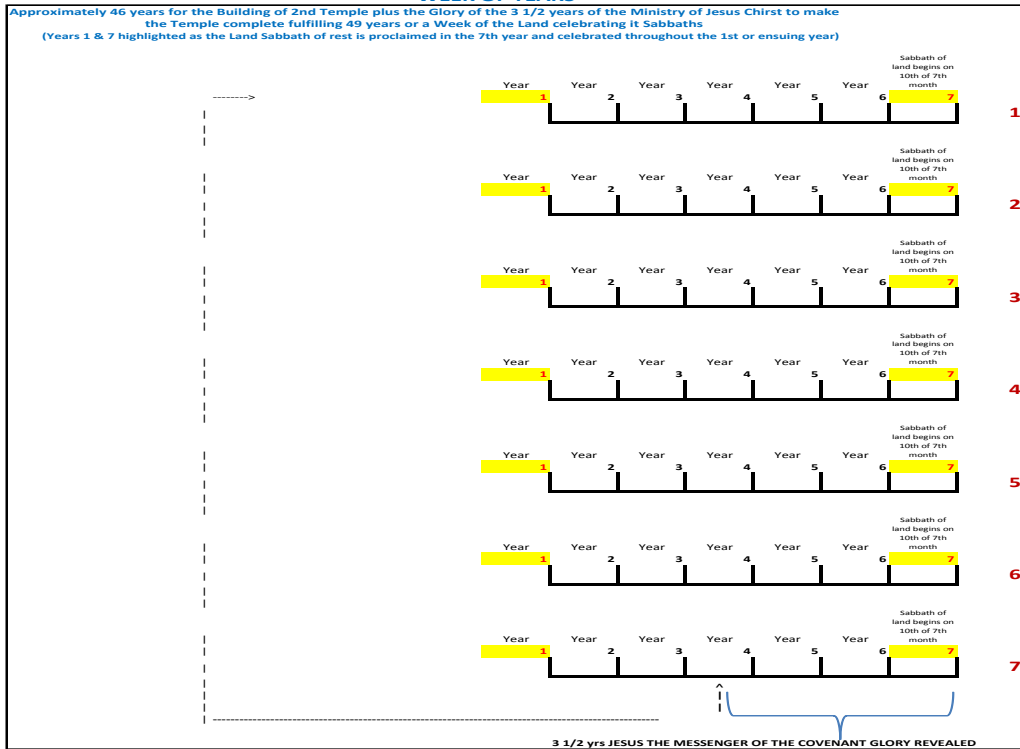 Approximately 46 years for the Building of 2nd Temple plus the Glory of the 3 1/2 years of the Ministry of Jesus Chirst to make
the Temple complete fulfilling 49 years or a Week of the Land celebrating it Sabbaths
(Years 1 & 7 highlighted as the Land Sabbath of rest is proclaimed in the 7th year and celebrated throughout the 1st or ensuing year)
Sabbath of
land begins on
10th of 7th
Year Year Year Year Year Year month
1 2 3 4 5 6 7
1
Sabbath of
land begins on
10th of 7th
Year Year Year Year Year Year month
1 2 3 4 5 6 7
2
Sabbath of
land begins on
10th of 7th
Year Year Year Year Year Year month
1 2 3 4 5 6 7
3
Sabbath of
land begins on
10th of 7th
Year Year Year Year Year Year month
1 2 3 4 5 6 7
4
Sabbath of
land begins on
10th of 7th
Year Year Year Year Year Year month
1 2 3 4 5 6 7
5
Sabbath of
land begins on
10th of 7th
Year Year Year Year Year Year month
1 2 3 4 5 6 7
6
Sabbath of
land begins on
10th of 7th
Year Year Year Year Year Year month
1 2 3 4 5 6 7
7
3 1/2 yrs JESUS THE MESSENGER OF THE COVENANT GLORY REVEALED